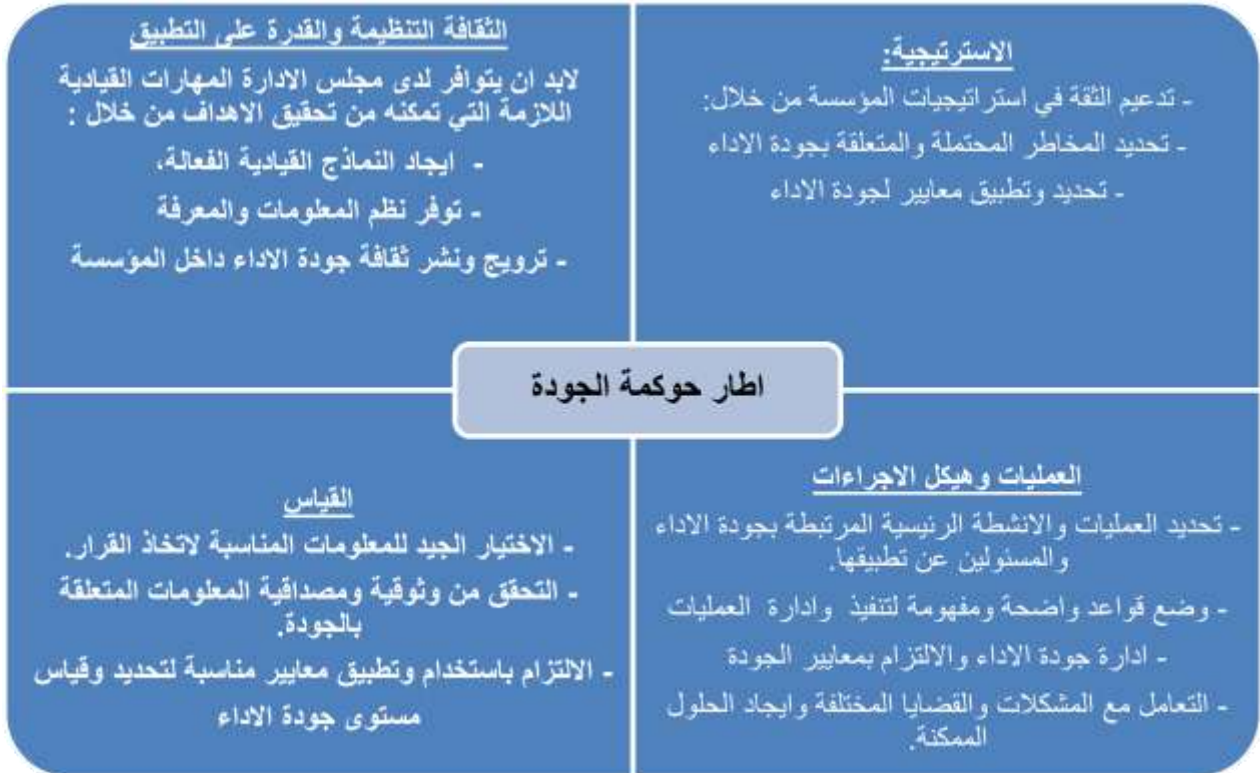 الاسترتيجية:
- تدعيم الثقة في استراتيجيات المؤسسة من خلال:
- تحديد المخاطر المحتملة والمتعلقة بجودة الاداء
- تحديد وتطبيق معايير لجودة الاداء
الثقافة التنظيمة والقدرة على التطبيق
لابد ان يتوافر لدى مجلس الادارة المهارات القيادية
اللازمة التي تمكنه من تحقيق الاهداف من خلال :
- ايجاد النماذج القيادية الفعالة،
- توفر نظم المعلومات والمعرفة
- ترويج ونشر ثقافة جودة الاداء داخل المؤسسة
اطار حوكمة الجودة
العمليات وهيكل الاجراءات
- تحديد العمليات والانشطة الرئيسية المرتبطة بجودة الاداء
والمسئولين عن تطبيقها.
- وضع قواعد واضحة ومفهومة لتنفيذ وادارة العمليات
- ادارة جودة الاداء والالتزام بمعايير الجودة
- التعامل مع المشكلات والقضايا المختلفة وايجاد الحلول
الممكنة.
القياس
- الاختيار الجيد للمعلومات المناسبة لاتخاذ القرار.
- التحقق من وثوقية ومصداقية المعلومات المتعلقة
بالجودة.
- الالتزام باستخدام وتطبيق معايير مناسبة لتحديد وقياس
مستوى جودة الاداء